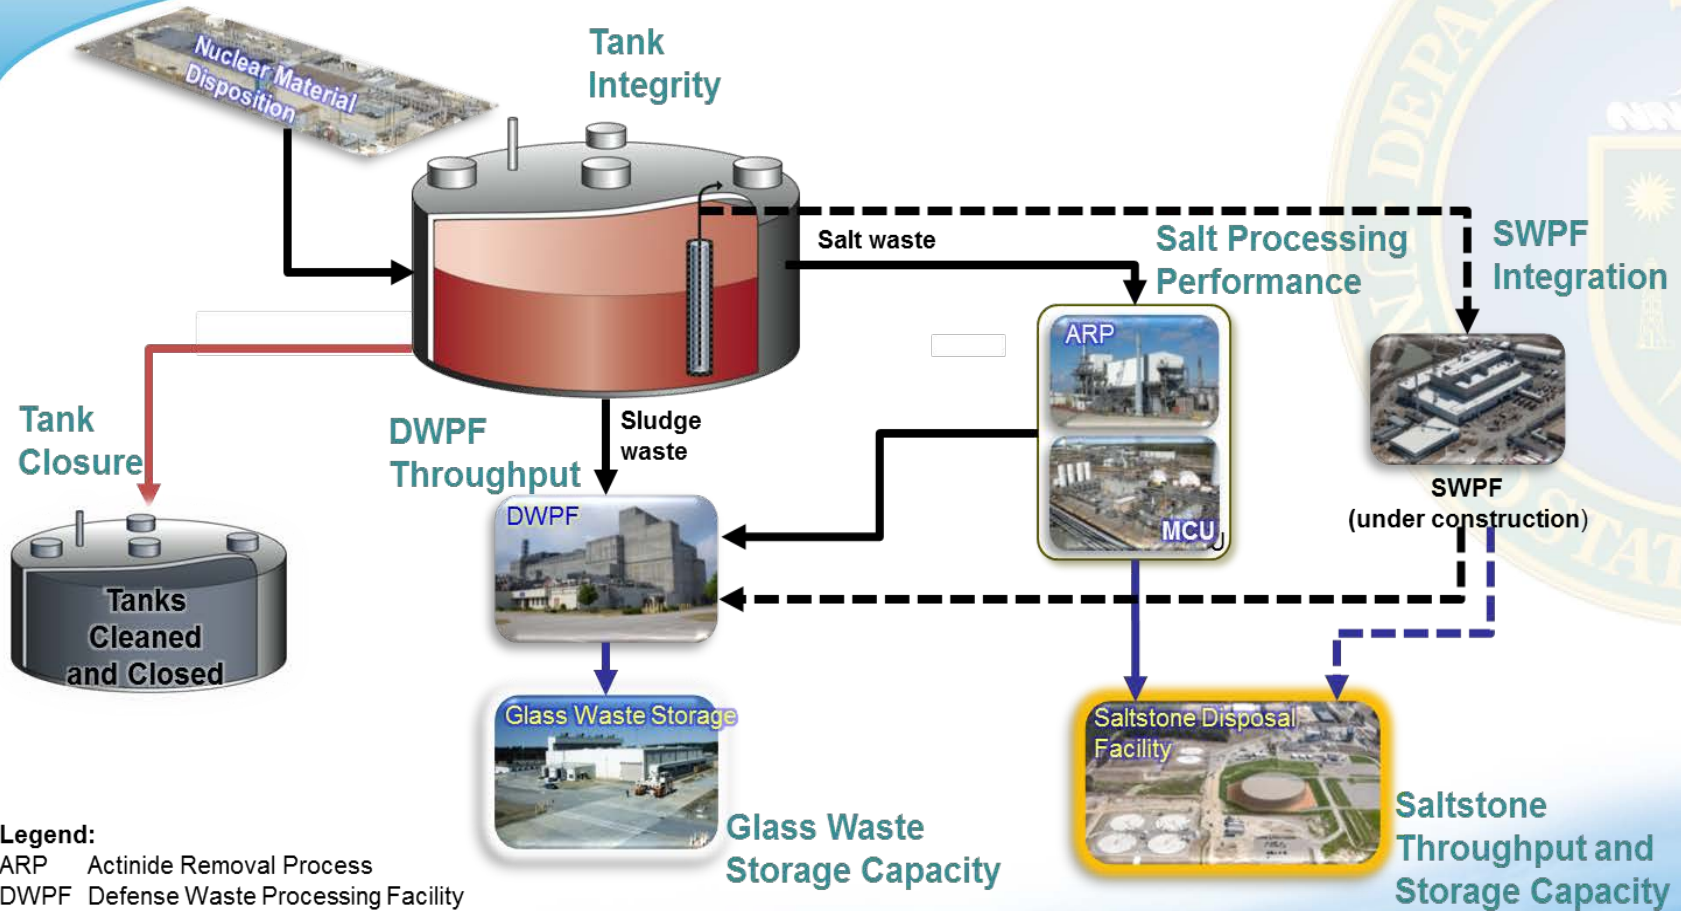 Nuclear Material
Disposition
Tank
Integrity
Salt waste
Salt Processing
Performance
SWPF
Integration
ARP
MCU
SWPF
(under construction)
Tank
Closure
DWPF
Throughput
Sludge
waste
DWPF
Tanks
Cleaned
and Closed
Glass Waste Storage
Glass Waste
Storage Capacity
Saltstone Disposal
Facility
Saltstone
Throughput and
Storage Capacity
Legend:
ARP Actinide Removal Process
DWPF Defense Waste Processing Facility